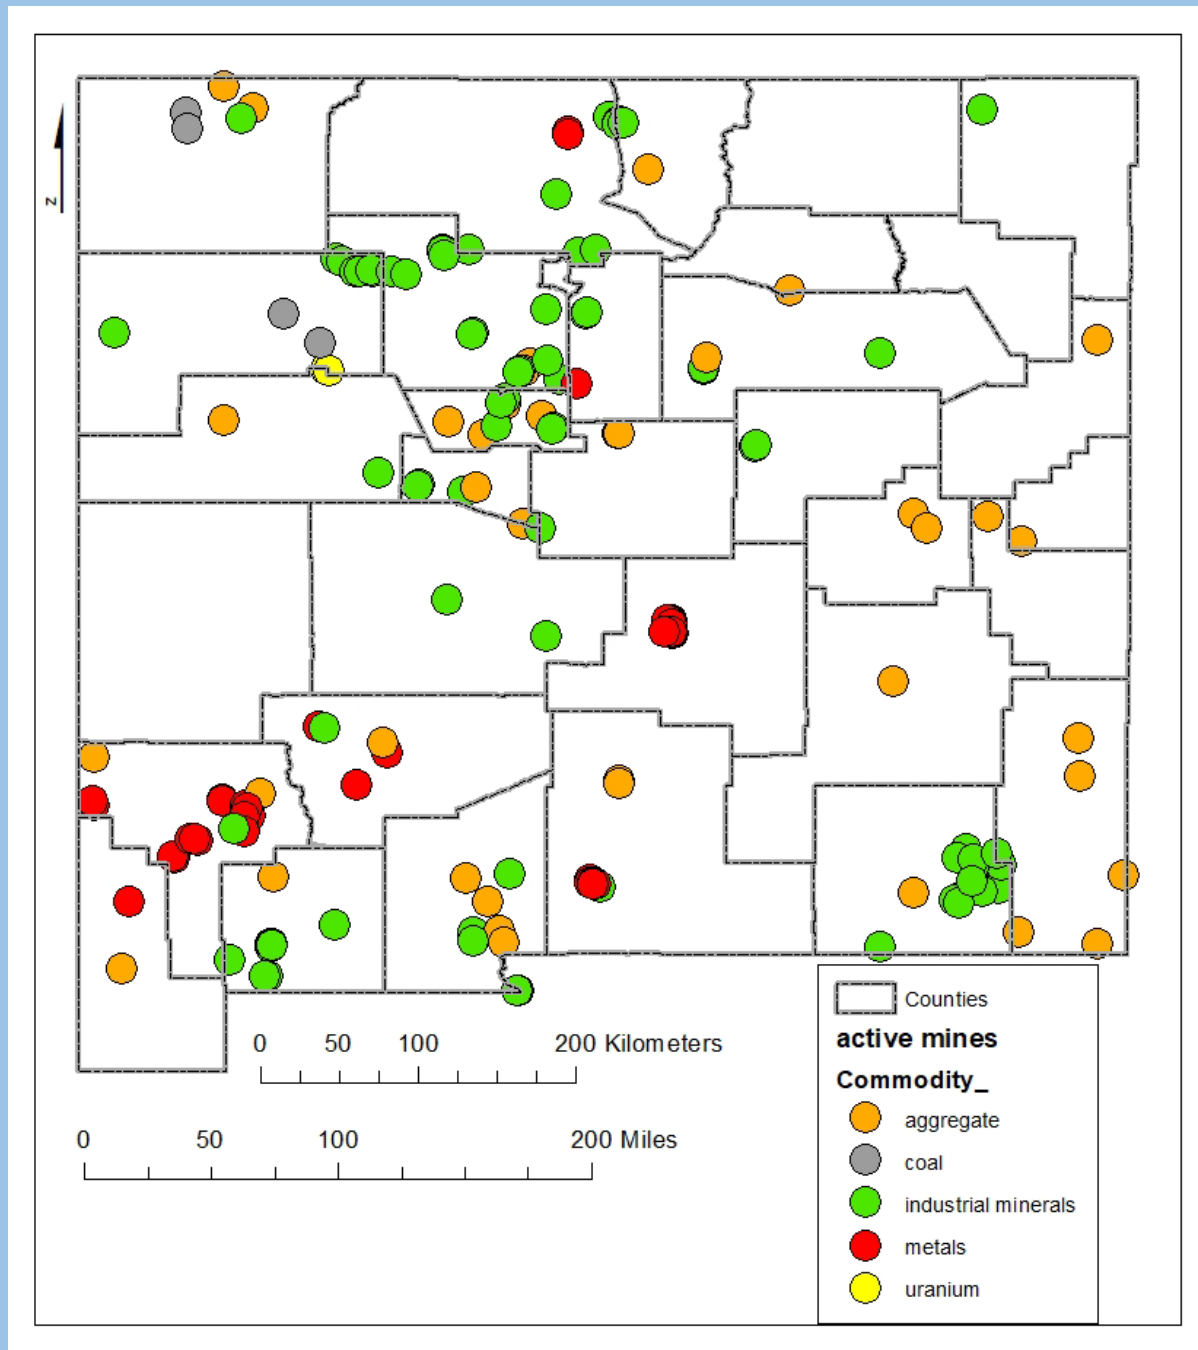 N
Counties
active mines
Commodity_
aggregate
coal
industrial minerals
metals
uranium
0 50 100 200 Kilometers
0 50 100 200 Miles